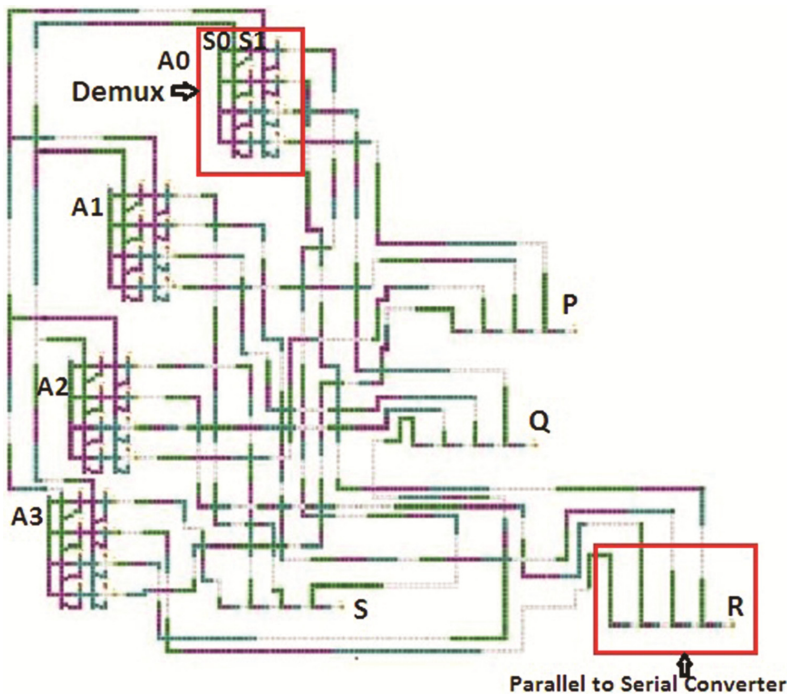 S0 S1
A0
Demux
A1
P
A2
Q
A3
R
S
Parallel to Serial Converter